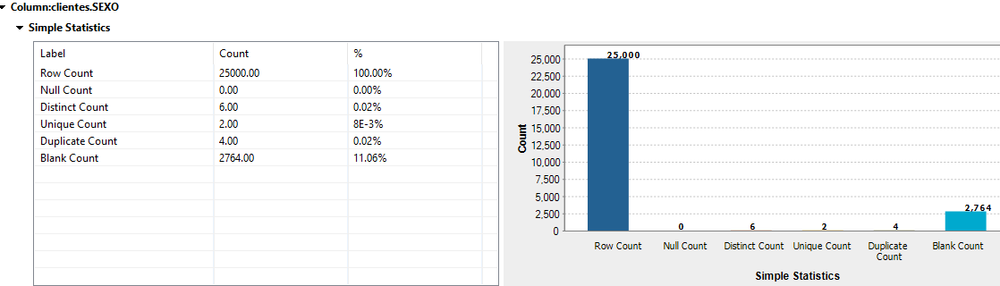 Column:clientes.SEXO
Simple Statistics
Label Count %
Row Count 25000.00 100.00%
Null Count 0.00 0.00%
Distinct Count 6.00 0.02%
Unique Count 2.00 8E-3%
Duplicate Count 4.00 0.02%
Blank Count 2764.00 11.06%
Count
25,000
22,500
20,000
17,500
15,000
12,500
10,000
7,500
5,000
2,500
0
25,000
0
6
2
4
2,764
Row Count
Null Count
Distinct Count
Unique Count
Duplicate
Count
Blank Count
Simple Statistics